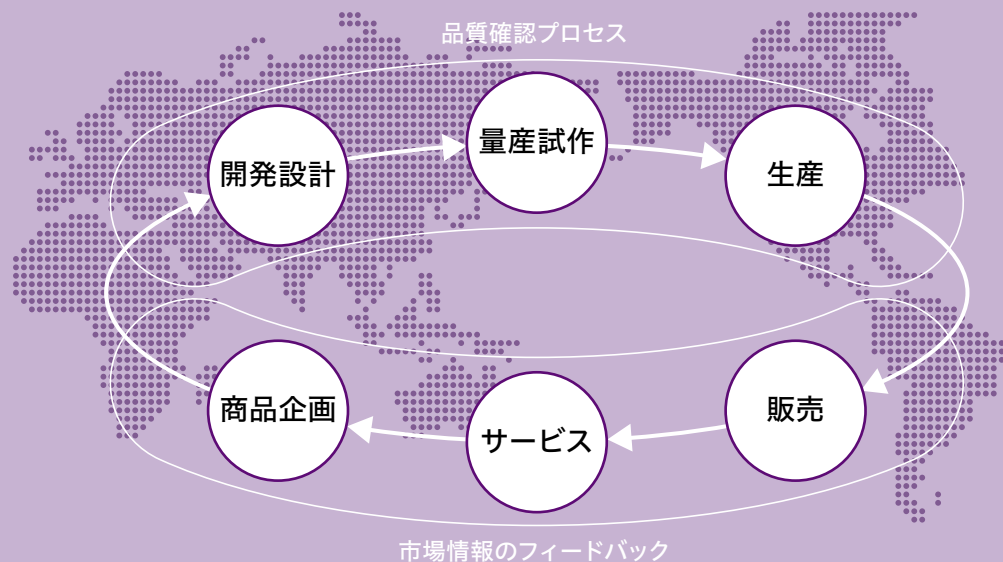 品質確認プロセス
開発設計
量産試作
生産
商品企画
サービス
販売
市場情報のフィードバック